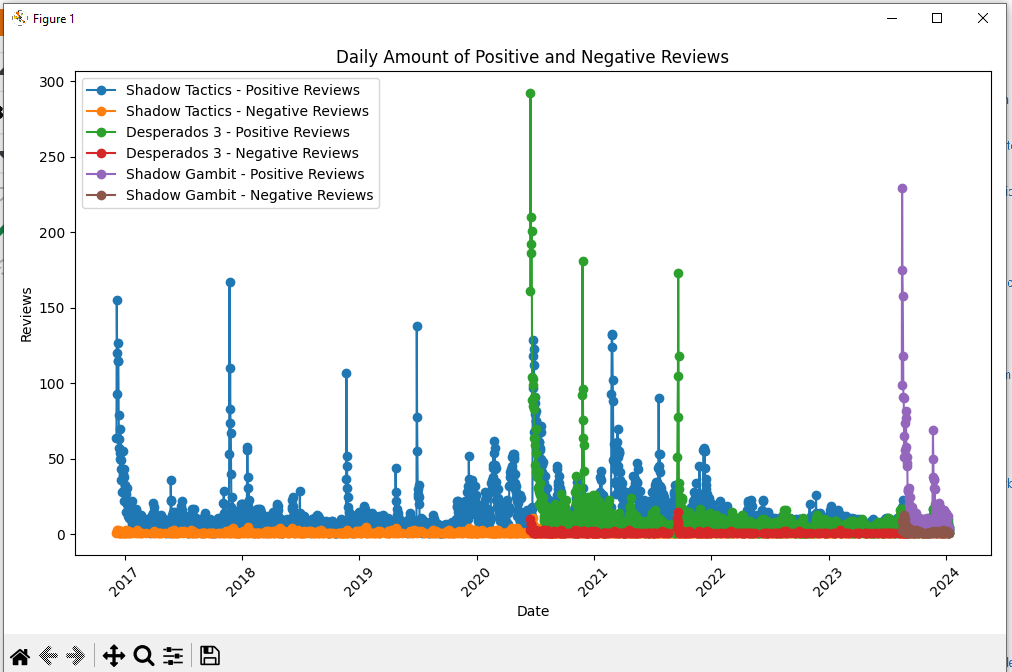 Figure 1
Daily Amount of Positive and Negative Reviews
300
250
200
150
100
50
0
Reviews
Shadow Tactics - Positive Reviews
Shadow Tactics - Negative Reviews
Desperados 3 - Positive Reviews
Desperados 3 - Negative Reviews
Shadow Gambit - Positive Reviews
Shadow Gambit - Negative Reviews
2017
2018
2019
2020
2021
2022
2023
2024
Date